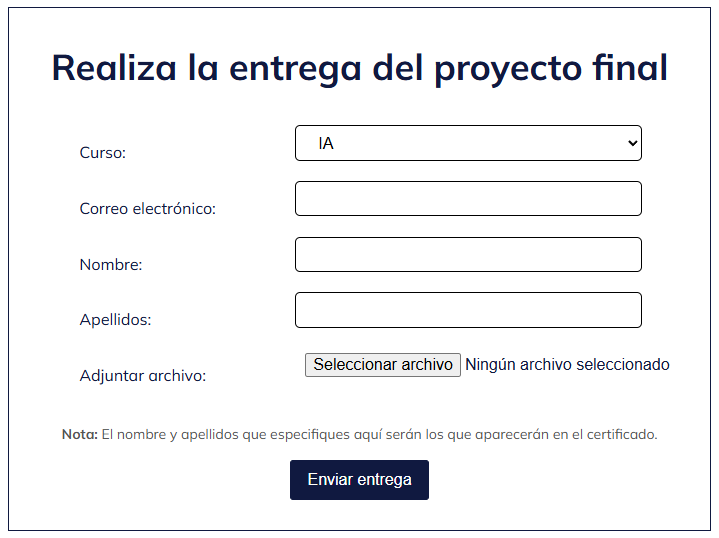 Realiza la entrega del proyecto final
Curso: IA
Correo electrónico:
Nombre:
Apellidos:
Adjuntar archivo: Seleccionar archivo Ningún archivo seleccionado
Nota: El nombre y apellidos que especifiques aquí serán los que aparecerán en el certificado.
Enviar entrega